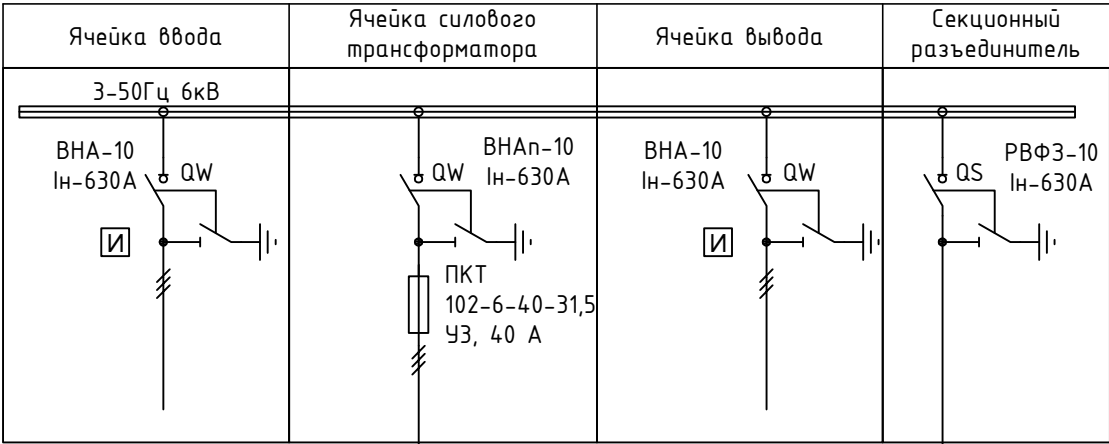 Ячейка ввода
Ячейка силового
трансформатора
Ячейка вывода
Секционный
разъединитель
3-50Гц 6кВ
ВНА-10
Iн-630А
QW
И
ВНАп-10
Iн-630А
QW
ПКТ
102-6-40-31,5
У3, 40 А
ВНА-10
Iн-630А
QW
И
РВФЗ-10
Iн-630А
QS